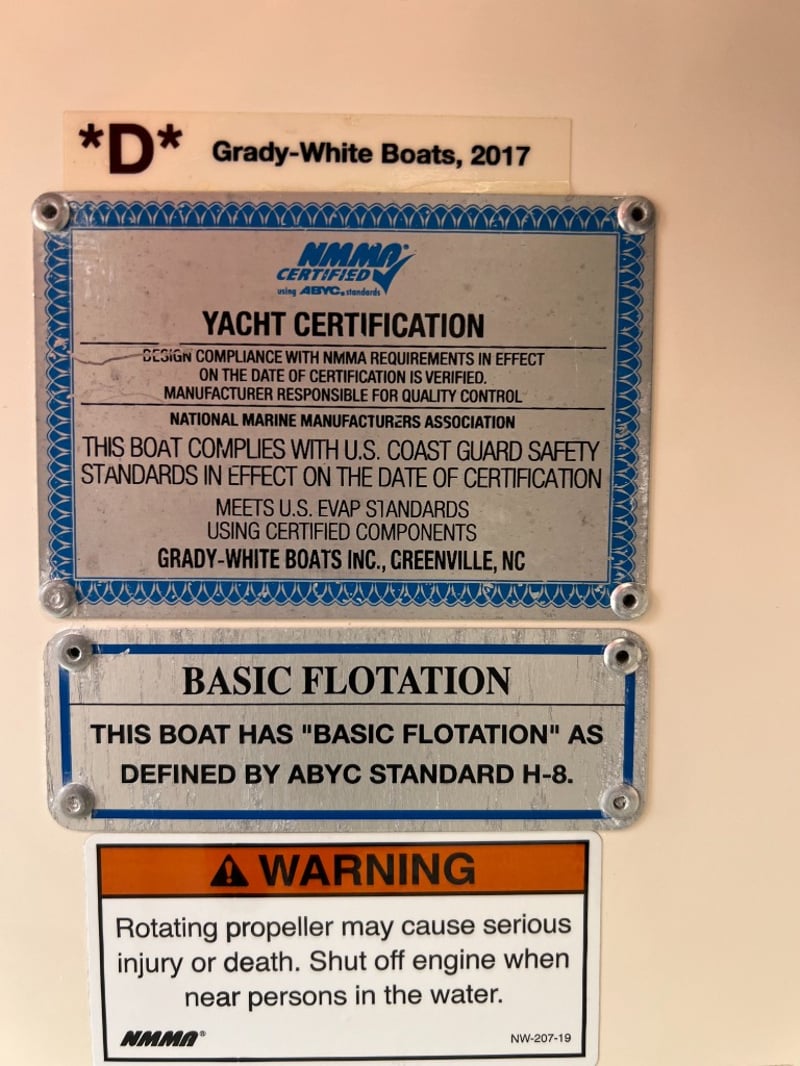 *D* Grady-White Boats, 2017
NMMA®
CERTIFIED
using ABYC® standards
YACHT CERTIFICATION
DESIGN COMPLIANCE WITH NMMA REQUIREMENTS IN EFFECT
ON THE DATE OF CERTIFICATION IS VERIFIED.
MANUFACTURER RESPONSIBLE FOR QUALITY CONTROL
NATIONAL MARINE MANUFACTURERS ASSOCIATION
THIS BOAT COMPLIES WITH U.S. COAST GUARD SAFETY
STANDARDS IN EFFECT ON THE DATE OF CERTIFICATION
MEETS U.S. EVAP STANDARDS
USING CERTIFIED COMPONENTS
GRADY-WHITE BOATS INC., GREENVILLE, NC
BASIC FLOTATION
THIS BOAT HAS "BASIC FLOTATION" AS
DEFINED BY ABYC STANDARD H-8.
WARNING
Rotating propeller may cause serious
injury or death. Shut off engine when
near persons in the water.
NMMA® NW-207-19